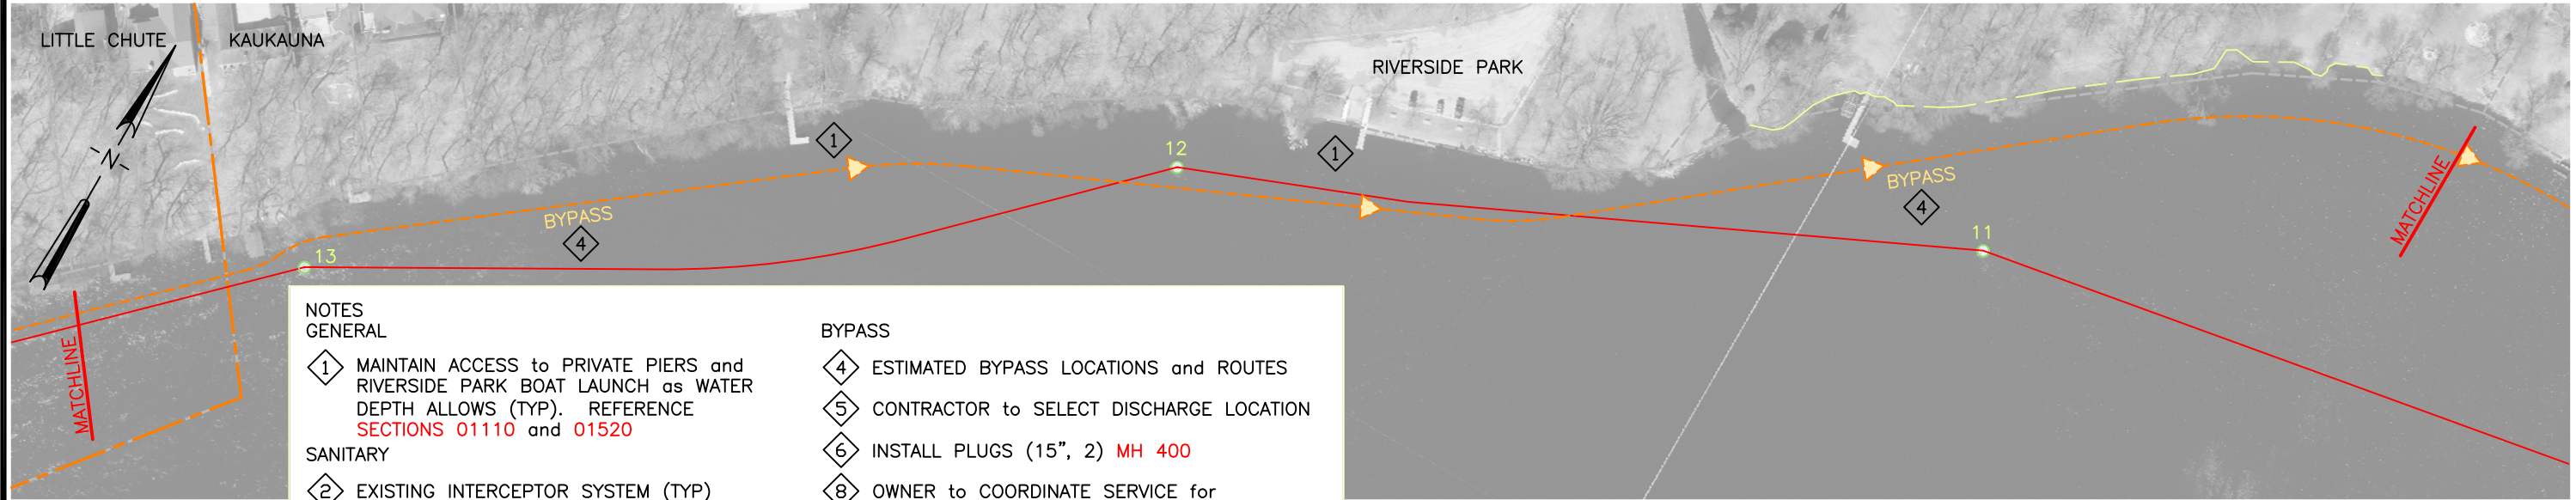 LITTLE CHUTE KAUKAUNA
RIVERSIDE PARK
N
1
1
12
BYPASS
4
BYPASS
4
13
11
MATCHLINE
MATCHLINE
NOTES
GENERAL
1 MAINTAIN ACCESS to PRIVATE PIERS and
RIVERSIDE PARK BOAT LAUNCH as WATER
DEPTH ALLOWS (TYP). REFERENCE
SECTIONS 01110 and 01520
SANITARY
2 EXISTING INTERCEPTOR SYSTEM (TYP)
BYPASS
4 ESTIMATED BYPASS LOCATIONS and ROUTES
5 CONTRACTOR to SELECT DISCHARGE LOCATION
6 INSTALL PLUGS (15", 2) MH 400
8 OWNER to COORDINATE SERVICE for